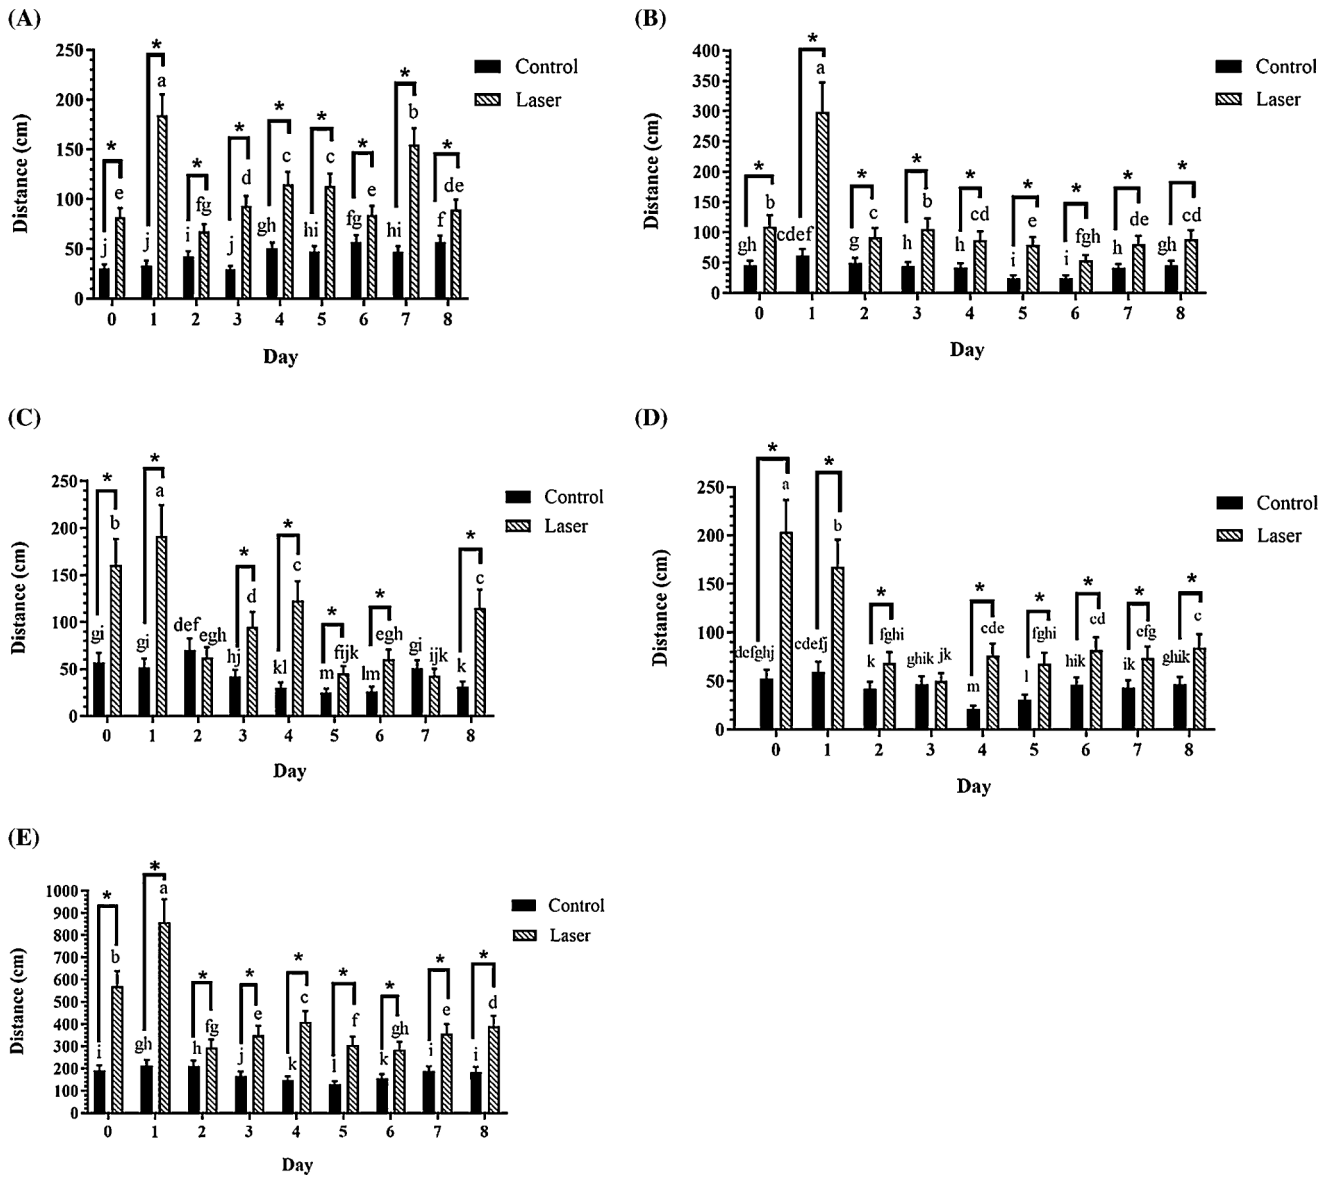 (A)
250
200
150
100
50
0
Distance (cm)
* * * * * * * * *
j e j a i fg j d gh c hi c fg e hi b f de
0 1 2 3 4 5 6 7 8
Day
Control
Laser
(B)
400
350
300
250
200
150
100
50
0
Distance (cm)
* * * * * * * * *
gh b cdef a g c h b h cd i e i fgh h de gh cd
0 1 2 3 4 5 6 7 8
Day
Control
Laser
(C)
250
200
150
100
50
0
Distance (cm)
* * * * * * *
gi b gi a def egh hj d kl c m fijk lm egh gi ijk k c
0 1 2 3 4 5 6 7 8
Day
Control
Laser
(D)
250
200
150
100
50
0
Distance (cm)
* * * * * * * *
defghj a cdefj b k fghi ghik jk m cde l fghi hik cd ik efg ghik c
0 1 2 3 4 5 6 7 8
Day
Control
Laser
(E)
1000
900
800
700
600
500
400
300
200
100
0
Distance (cm)
* * * * * * * * *
i b gh a h fg j e k c l f k gh i e i d
0 1 2 3 4 5 6 7 8
Day
Control
Laser